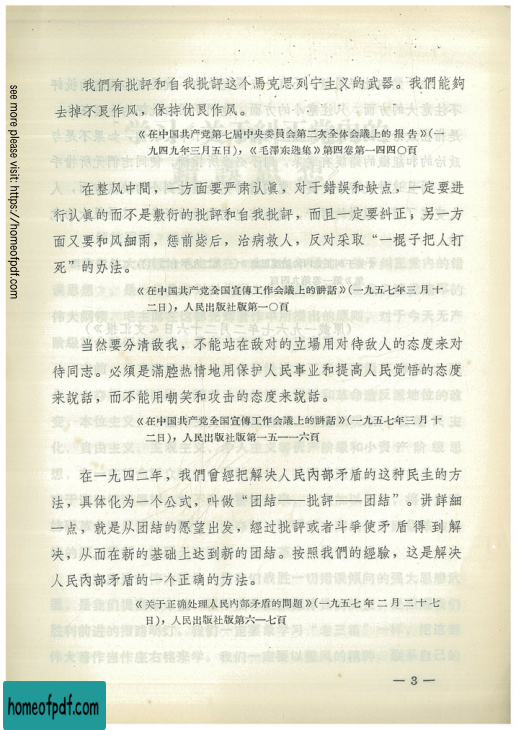 我們有批評和自我批評这个馬克思列宁主义的武器。我們能夠
去掉不良作风，保持优良作风。
《在中国共产党第七届中央委員会第二次全体会議上的报告》（一
九四九年三月五日），《毛澤东选集》第四卷第一四四〇頁
在整风中間，一方面要严肃认眞，对于錯誤和缺点，一定要进
行认眞的而不是敷衍的批評和自我批評，而且一定要糾正；另一方
面又要和风細雨，惩前毖后，治病救人，反对采取“一棍子把人打
死”的办法。
《在中国共产党全国宣傳工作会議上的講話》（一九五七年三月十
二日），人民出版社版第一〇頁
当然要分清敌我，不能站在敌对的立場用对待敌人的态度来对
待同志。必須是滿腔热情地用保护人民事业和提高人民觉悟的态度
来說話，而不能用嘲笑和攻击的态度来說話。
《在中国共产党全国宣傳工作会議上的講話》（一九五七年三月十
二日），人民出版社版第一五—一六頁
在一九四二年，我們曾經把解决人民內部矛盾的这种民主的方
法，具体化为一个公式，叫做“团結——批評——团結”。讲詳細
一点，就是从团結的愿望出发，經过批評或者斗爭使矛盾得到解
决，从而在新的基础上达到新的团結。按照我們的經驗，这是解决
人民內部矛盾的一个正确的方法。
《关于正确处理人民内部矛盾的問題》（一九五七年二月二十七
日），人民出版社版第六—七頁
— 3 —
see more please visit: https://homeofpdf.com
homeofpdf.com